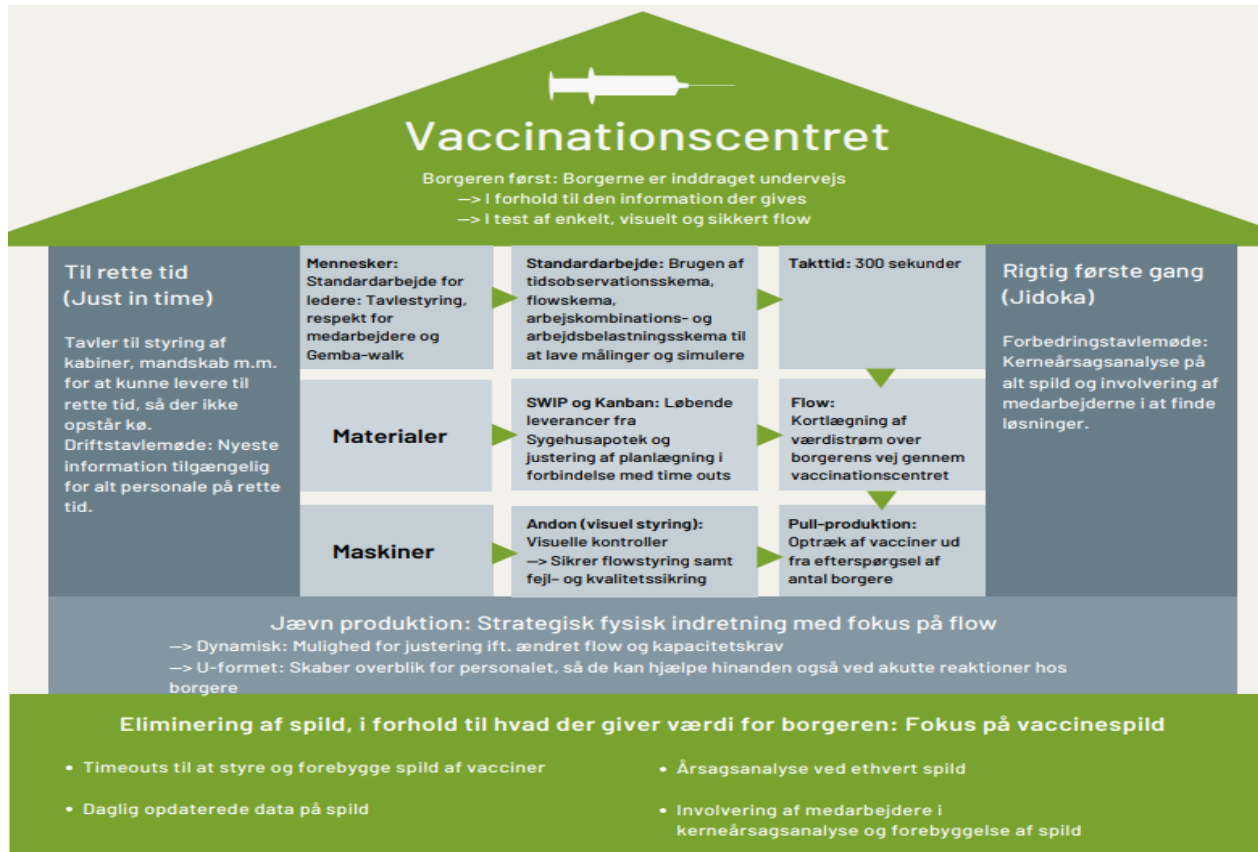 Vaccinationscentret
Borgeren først: Borgerne er inddraget undervejs
—> I forhold til den information der gives
—> I test af enkelt, visuelt og sikkert flow
Til rette tid
(Just in time)
Tavler til styring af
kabiner, mandskab m.m.
for at kunne levere til
rette tid, så der ikke
opstår kø.
Driftstavlemøde: Nyeste
information tilgængelig
for alt personale på rette
tid.
Mennesker:
Standardarbejde for
ledere: Tavlestyring,
respekt for
medarbejdere og
Gemba-walk
Standardarbejde: Brugen af
tidsobservationsskema,
flowskema,
arbejskombinations- og
arbejdsbelastningsskema til
at lave målinger og simulere
Takttid: 300 sekunder
Materialer
SWIP og Kanban: Løbende
leverancer fra
Sygehusapotek og
justering af planlægning i
forbindelse med time outs
Flow:
Kortlægning af
værdistrøm over
borgerens vej gennem
vaccinationscentret
Maskiner
Andon (visuel styring):
Visuelle kontroller
—> Sikrer flowstyring samt
fejl- og kvalitetssikring
Pull-produktion:
Optræk af vacciner ud
fra efterspørgsel af
antal borgere
Rigtig første gang
(Jidoka)
Forbedringstavlemøde:
Kerneårsagsanalyse på
alt spild og involvering af
medarbejderne i at finde
løsninger.
Jævn produktion: Strategisk fysisk indretning med fokus på flow
—> Dynamisk: Mulighed for justering ift. ændret flow og kapacitetskrav
—> U-formet: Skaber overblik for personalet, så de kan hjælpe hinanden også ved akutte reaktioner hos
borgere
Eliminering af spild, i forhold til hvad der giver værdi for borgeren: Fokus på vaccinespild
• Timeouts til at styre og forebygge spild af vacciner
• Daglig opdaterede data på spild
• Årsagsanalyse ved ethvert spild
• Involvering af medarbejdere i
kerneårsagsanalyse og forebyggelse af spild